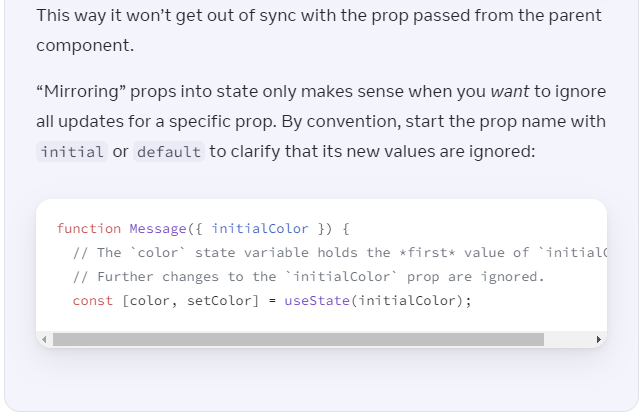 This way it won’t get out of sync with the prop passed from the parent
component.
“Mirroring” props into state only makes sense when you want to ignore
all updates for a specific prop. By convention, start the prop name with
initial or default to clarify that its new values are ignored:
function Message({ initialColor }) {
// The `color` state variable holds the *first* value of `initial
// Further changes to the `initialColor` prop are ignored.
const [color, setColor] = useState(initialColor);